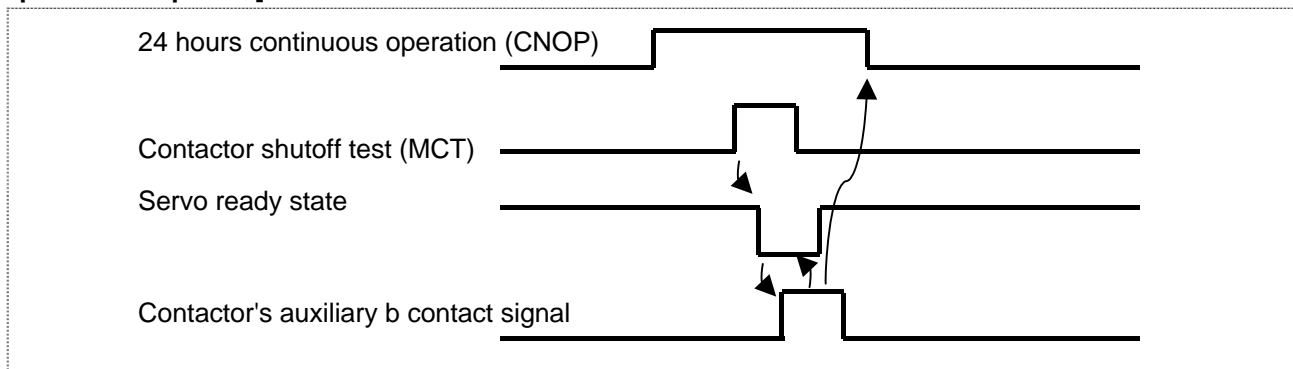 24 hours continuous operation (CNOP)
Contactor shutoff test (MCT)
Servo ready state
Contactor's auxiliary b contact signal